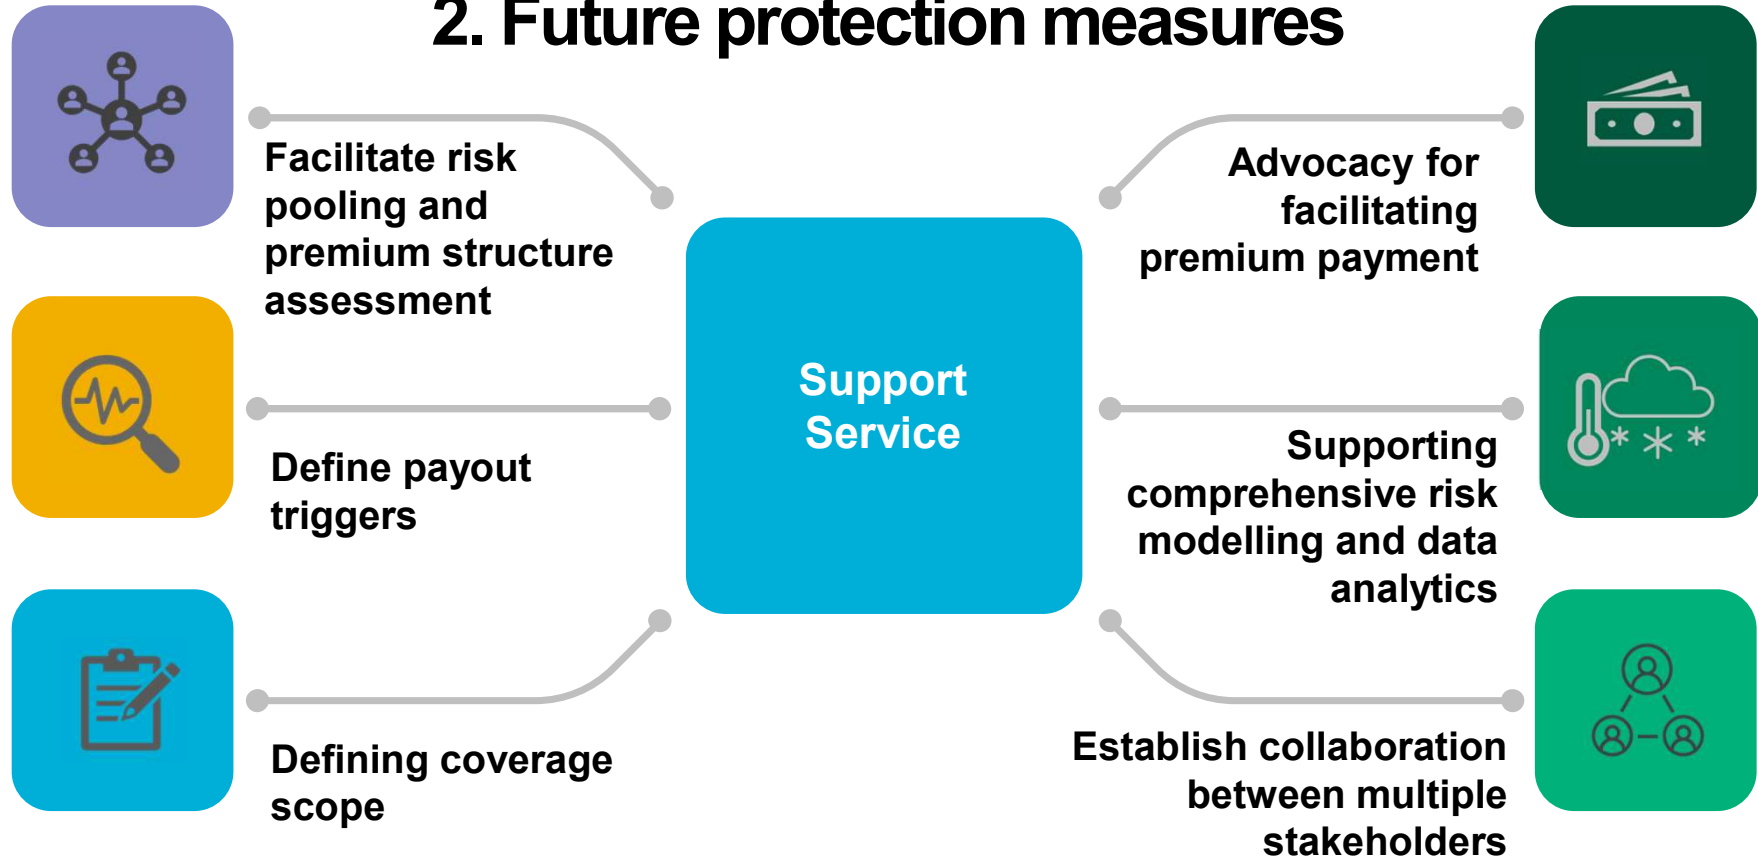 2. Future protection measures
Facilitate risk
pooling and
premium structure
assessment
Define payout
triggers
Defining coverage
scope
Support
Service
Advocacy for
facilitating
premium payment
Supporting
comprehensive risk
modelling and data
analytics
Establish collaboration
between multiple
stakeholders